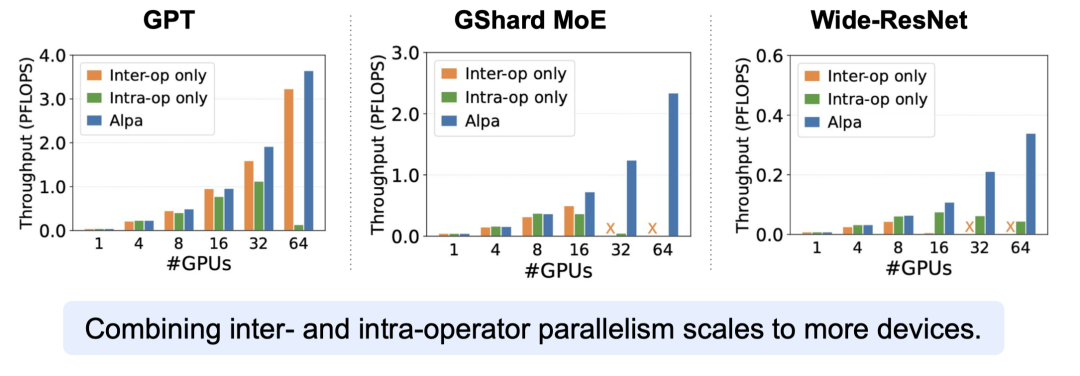 GPT
4.0
3.0
2.0
1.0
0.0
Throughput (PFLOPS)
Inter-op only
Intra-op only
Alpa
1 4 8 16 32 64
#GPUs
GShard MoE
3.0
2.0
1.0
0.0
Throughput (PFLOPS)
Inter-op only
Intra-op only
Alpa
X X
1 4 8 16 32 64
#GPUs
Wide-ResNet
0.6
0.4
0.2
0.0
Throughput (PFLOPS)
Inter-op only
Intra-op only
Alpa
X X
1 4 8 16 32 64
#GPUs
Combining inter- and intra-operator parallelism scales to more devices.